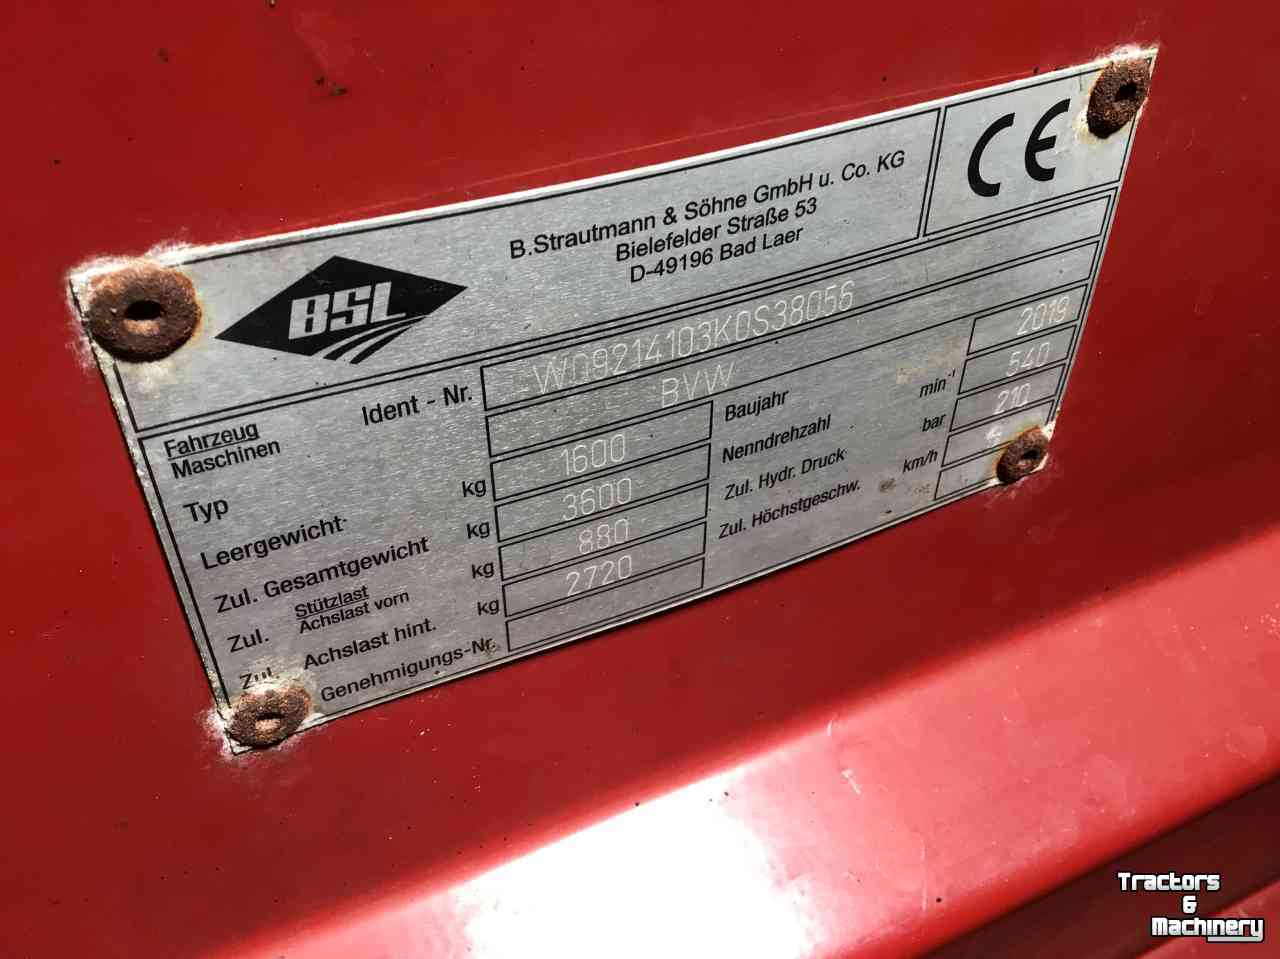 B.Strautmann & Söhne GmbH u. Co. KG
Bielefelder Straße 53
D-49196 Bad Laer
CE
BSL
Fahrzeug
Maschinen
Ident - Nr. W09214103K0S38056
Typ BVW
Leergewicht kg 1600
Zul. Gesamtgewicht kg 3600
Zul. Stützlast
Achslast vorn kg 880
Zul. Achslast hint. kg 2720
Genehmigungs-Nr.
Baujahr 2019
Nenndrehzahl min⁻¹ 540
Zul. Hydr. Druck bar 210
Zul. Höchstgeschw. km/h
Tractors
&
Machinery